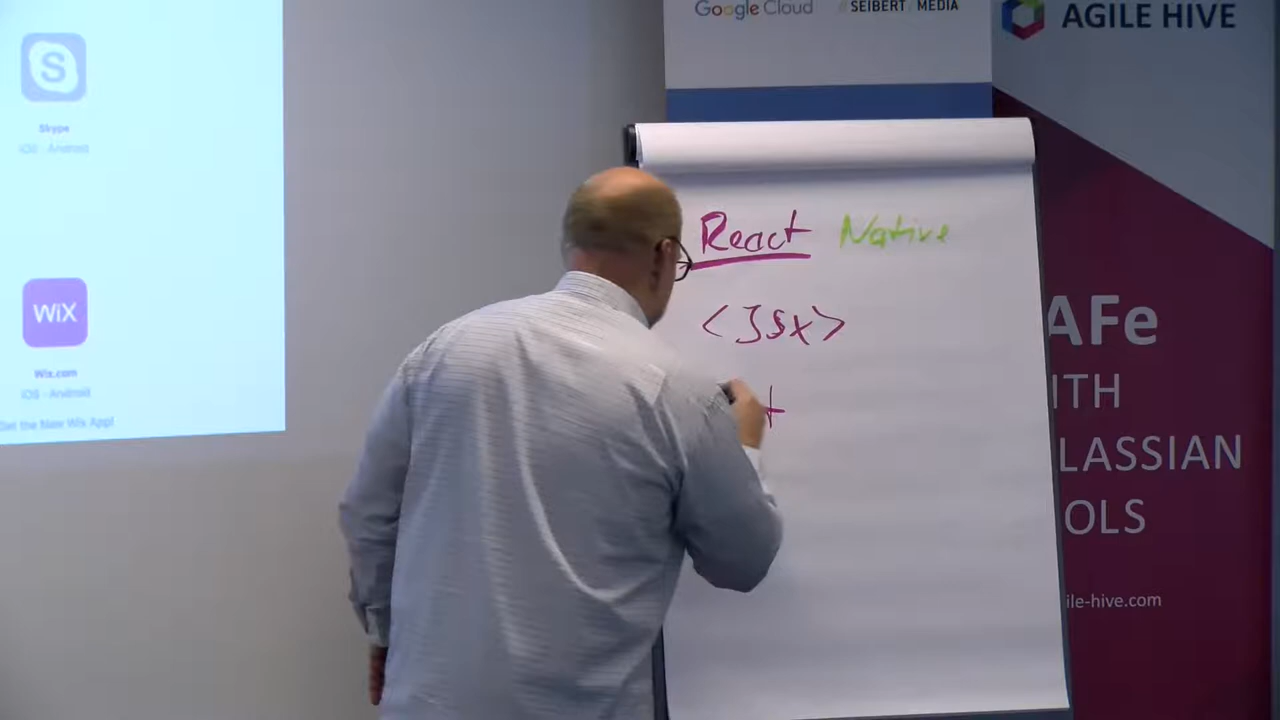 Skype
iOS - Android
WiX
Wix.com
iOS - Android
Get the New Wix App!
Google Cloud
//SEIBERT/MEDIA
AGILE HIVE
React Native
<JSX>
+
AFe
ITH
LASSIAN
OLS
ile-hive.com